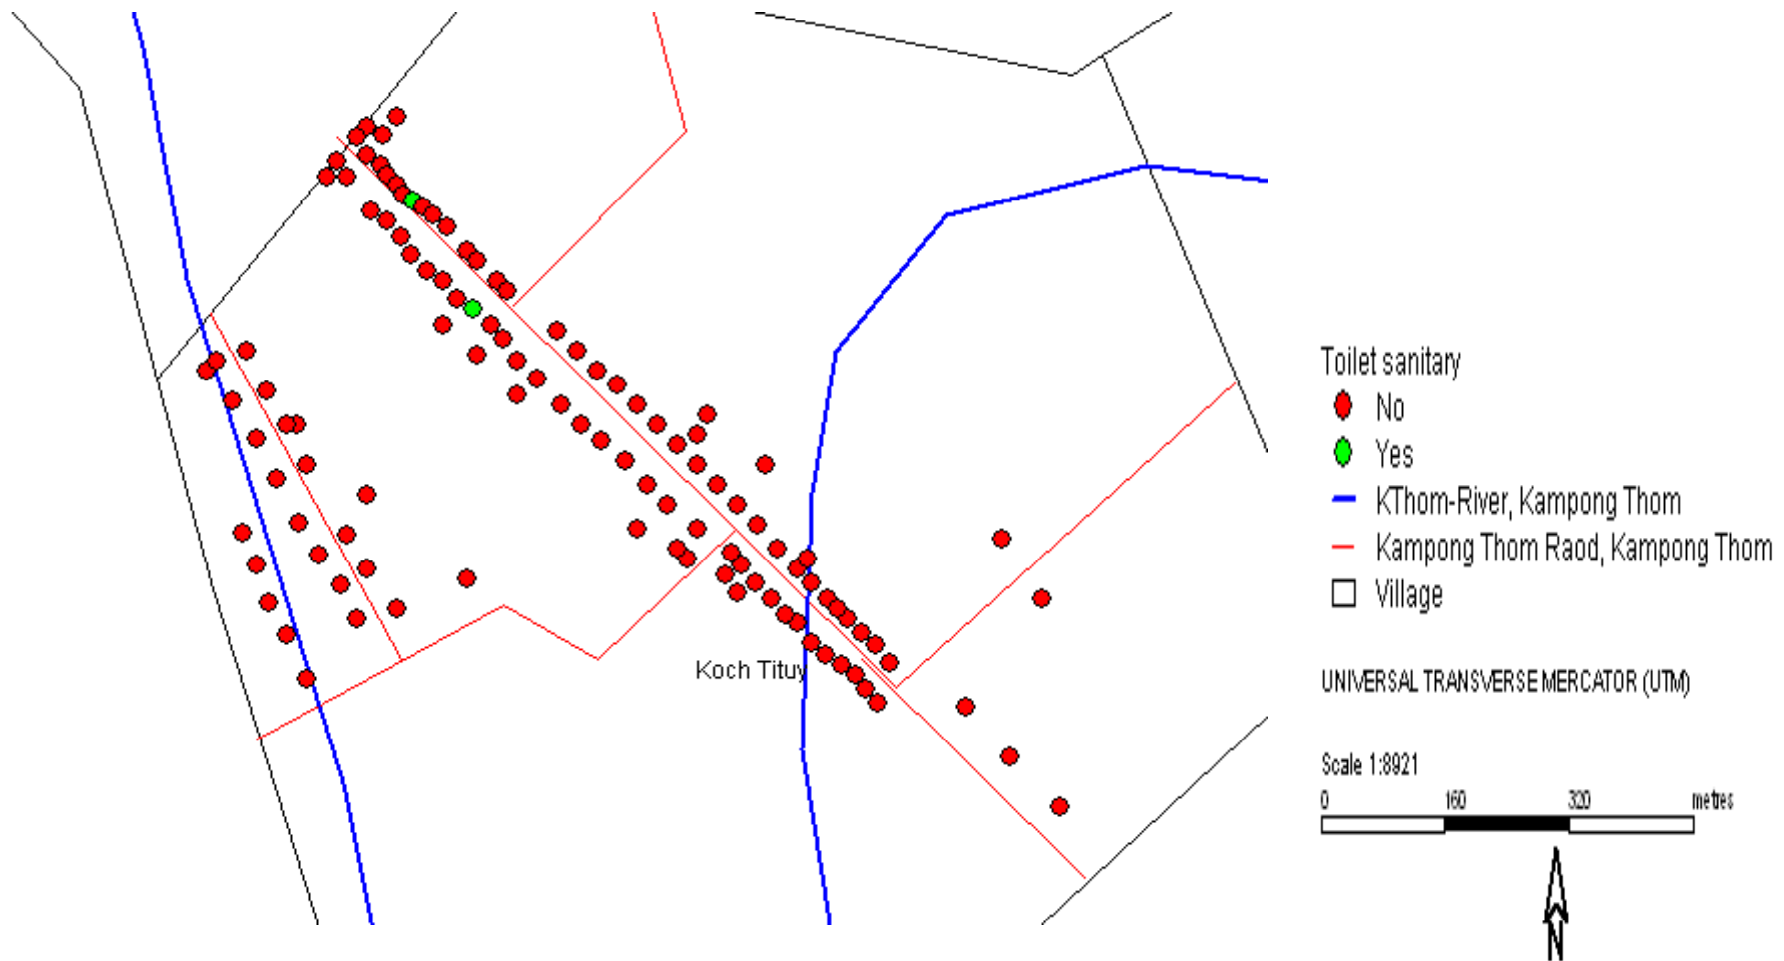 Koch Tituy
Toilet sanitary
No
Yes
KThom-River, Kampong Thom
Kampong Thom Raod, Kampong Thom
Village
UNIVERSAL TRANSVERSE MERCATOR (UTM)
Scale 1:8921
0 160 320 metres
N